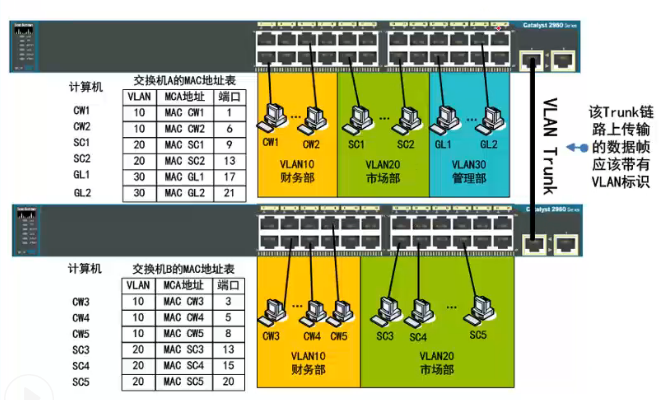 Catalyst 2960 Series
计算机
交换机A的MAC地址表
VLAN MCA地址 端口
CW1 10 MAC CW1 1
CW2 10 MAC CW2 6
SC1 20 MAC SC1 9
SC2 20 MAC SC2 13
GL1 30 MAC GL1 17
GL2 30 MAC GL2 21
CW1 ... CW2
SC1 ... SC2
GL1 ... GL2
VLAN10
财务部
VLAN20
市场部
VLAN30
管理部
VLAN Trunk
该Trunk链
路上传输
的数据帧
应该带有
VLAN标识
Catalyst 2960 Series
计算机
交换机B的MAC地址表
VLAN MCA地址 端口
CW3 10 MAC CW3 3
CW4 10 MAC CW4 5
CW5 10 MAC CW5 8
SC3 20 MAC SC3 13
SC4 20 MAC SC4 15
SC5 20 MAC SC5 20
CW3 ... CW4 CW5
SC3 SC4 ... SC5
VLAN10
财务部
VLAN20
市场部